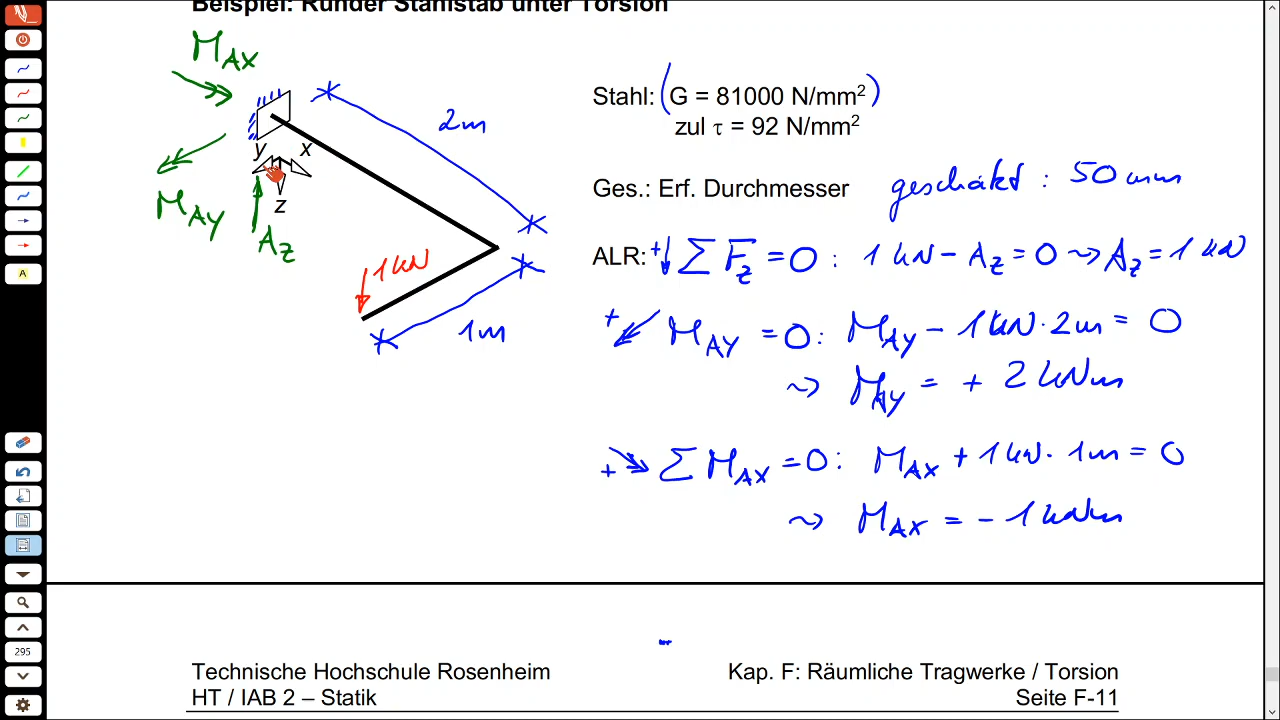 Beispiel: Runder Stahlstab unter Torsion
M_AX
2m
y x
z
M_AY
A_Z
1 kN
1m
Stahl: (G = 81000 N/mm²)
zul τ = 92 N/mm²
Ges.: Erf. Durchmesser geschätzt : 50 mm
ALR: +↓ Σ F_z = 0 : 1 kN - A_Z = 0 ⇝ A_Z = 1 kN
+ ↙ M_AY = 0 : M_AY - 1 kN · 2m = 0
⇝ M_AY = + 2 kNm
+ ↘ Σ M_AX = 0 : M_AX + 1 kN · 1m = 0
⇝ M_AX = - 1 kNm
295
A
Technische Hochschule Rosenheim
HT / IAB 2 – Statik
Kap. F: Räumliche Tragwerke / Torsion
Seite F-11